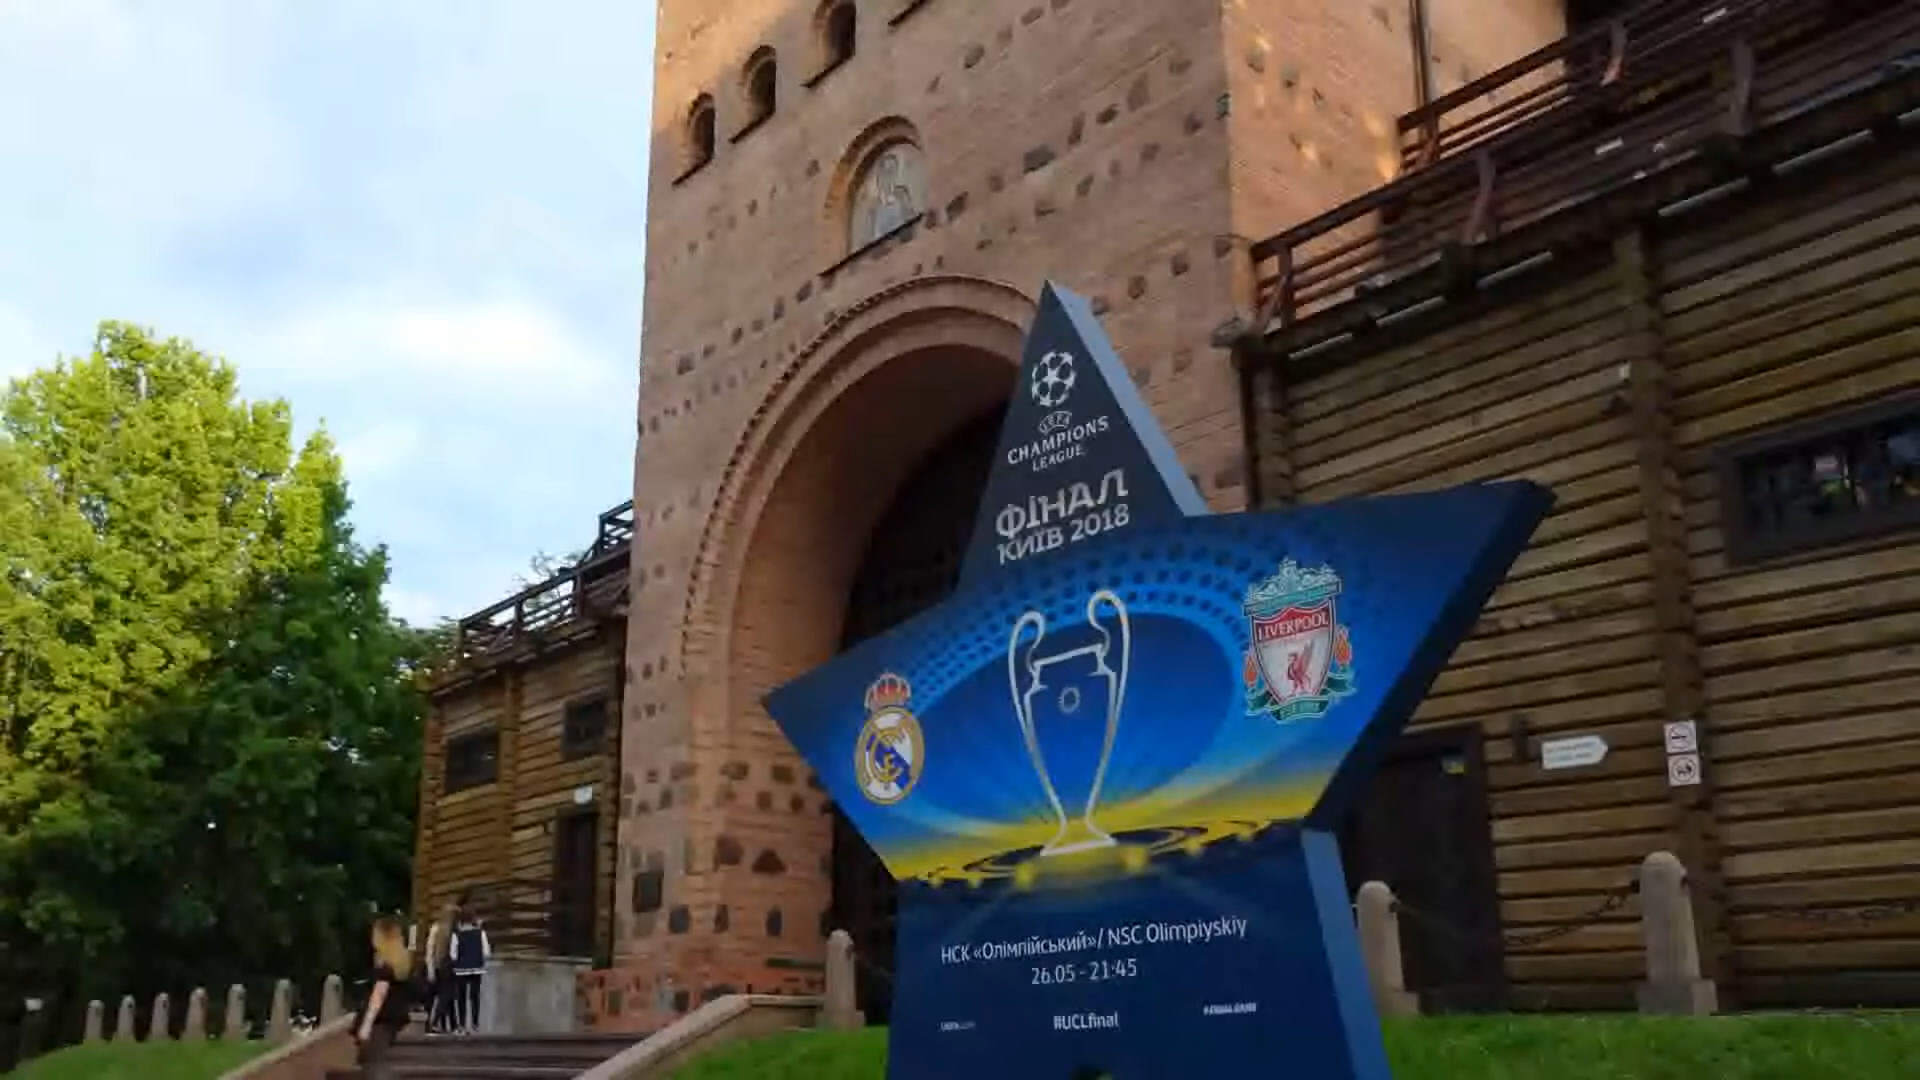 UEFA
CHAMPIONS
LEAGUE
ФІНАЛ
КИЇВ 2018
LIVERPOOL
НСК «Олімпійський» / NSC Olimpiyskiy
26.05 - 21:45
#UCLfinal